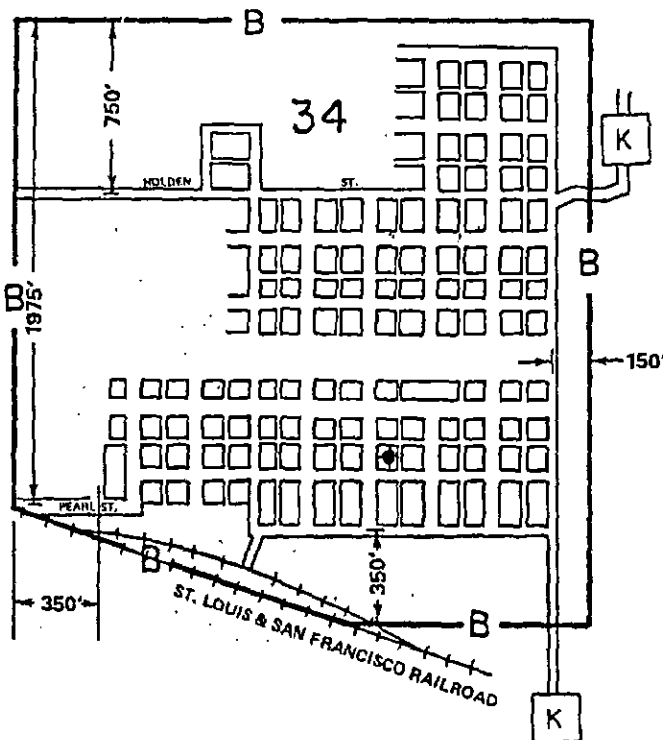 B
34
750'
K
HOLDEN ST.
B
B
1975'
150'
PEARL ST.
B
350'
350'
B
ST. LOUIS & SAN FRANCISCO RAILROAD
K